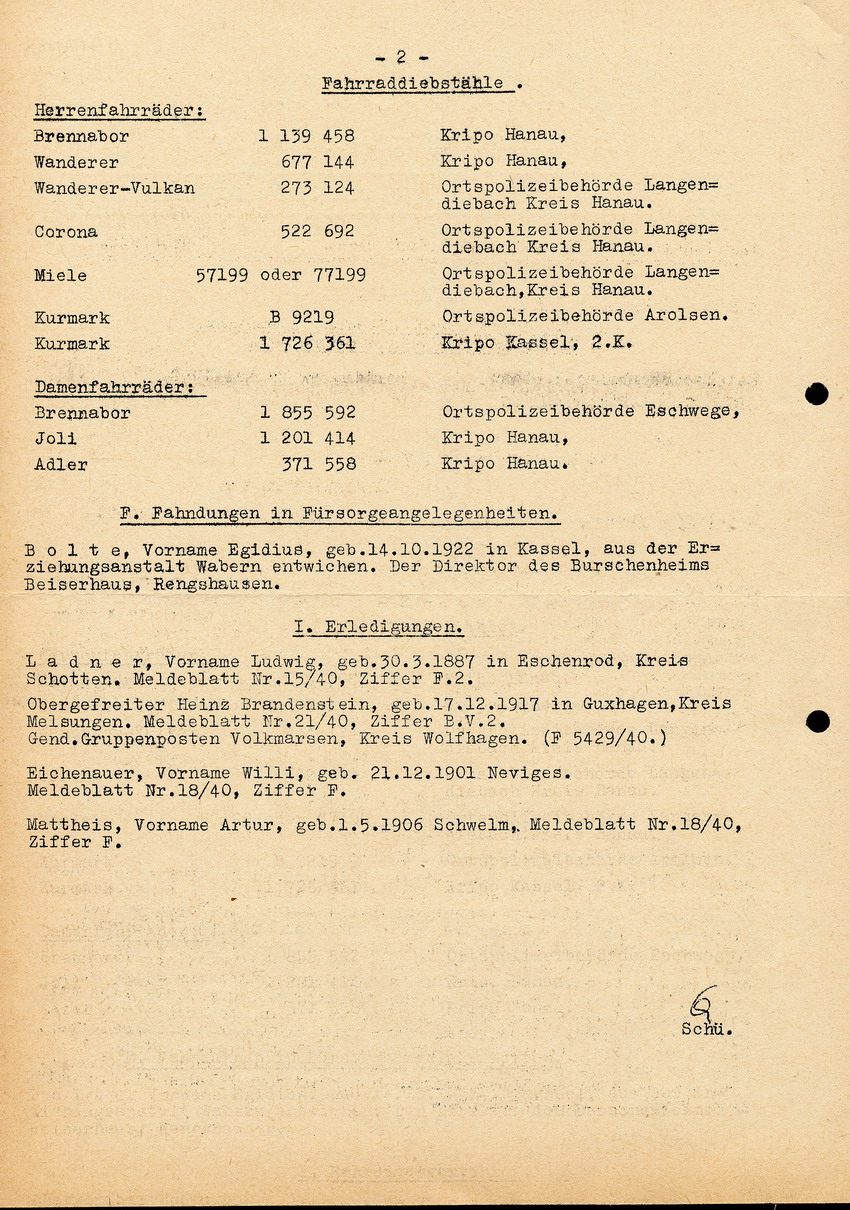 - 2 -
Fahrraddiebstähle .
Herrenfahrräder:
Brennabor 1 139 458 Kripo Hanau,
Wanderer 677 144 Kripo Hanau,
Wanderer-Vulkan 273 124 Ortspolizeibehörde Langen=
diebach Kreis Hanau.
Corona 522 692 Ortspolizeibehörde Langen=
diebach Kreis Hanau.
Miele 57199 oder 77199 Ortspolizeibehörde Langen=
diebach,Kreis Hanau.
Kurmark B 9219 Ortspolizeibehörde Arolsen.
Kurmark 1 726 361 Kripo Kassel, 2.K.
Damenfahrräder:
Brennabor 1 855 592 Ortspolizeibehörde Eschwege,
Joli 1 201 414 Kripo Hanau,
Adler 371 558 Kripo Hanau.
F. Fahndungen in Fürsorgeangelegenheiten.
B o l t e, Vorname Egidius, geb.14.10.1922 in Kassel, aus der Er=
ziehungsanstalt Wabern entwichen. Der Direktor des Burschenheims
Beiserhaus, Rengshausen.
I. Erledigungen.
L a d n e r, Vorname Ludwig, geb.30.3.1887 in Eschenrod, Kreis
Schotten. Meldeblatt Nr.15/40, Ziffer F.2.
Obergefreiter Heinz Brandenstein, geb.17.12.1917 in Guxhagen,Kreis
Melsungen. Meldeblatt Nr.21/40, Ziffer B.V.2.
Gend.Gruppenposten Volkmarsen, Kreis Wolfhagen. (F 5429/40.)
Eichenauer, Vorname Willi, geb. 21.12.1901 Neviges.
Meldeblatt Nr.18/40, Ziffer F.
Mattheis, Vorname Artur, geb.1.5.1906 Schwelm,. Meldeblatt Nr.18/40,
Ziffer F.
Schü.